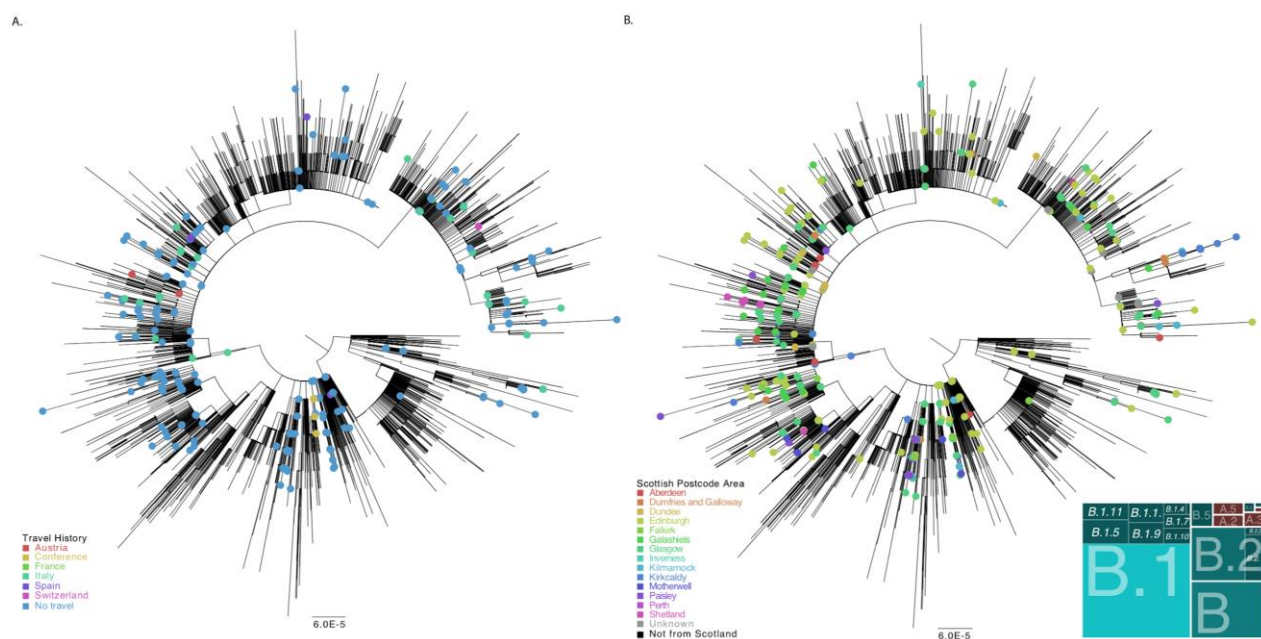 A.
B.
Travel History
Austria
Conference
France
Italy
Spain
Switzerland
No travel
6.0E-5
Scottish Postcode Area
Aberdeen
Dumfries and Galloway
Dundee
Edinburgh
Falkirk
Galashiels
Glasgow
Inverness
Kilmarnock
Kirkcaldy
Motherwell
Paisley
Perth
Shetland
Unknown
Not from Scotland
6.0E-5
B.1.11
B.1.1.
B.1.4
B.5
A.5
B.1.7
A.2
A.3
B.1.5
B.1.9
B.1.10
B.1
B.2
B